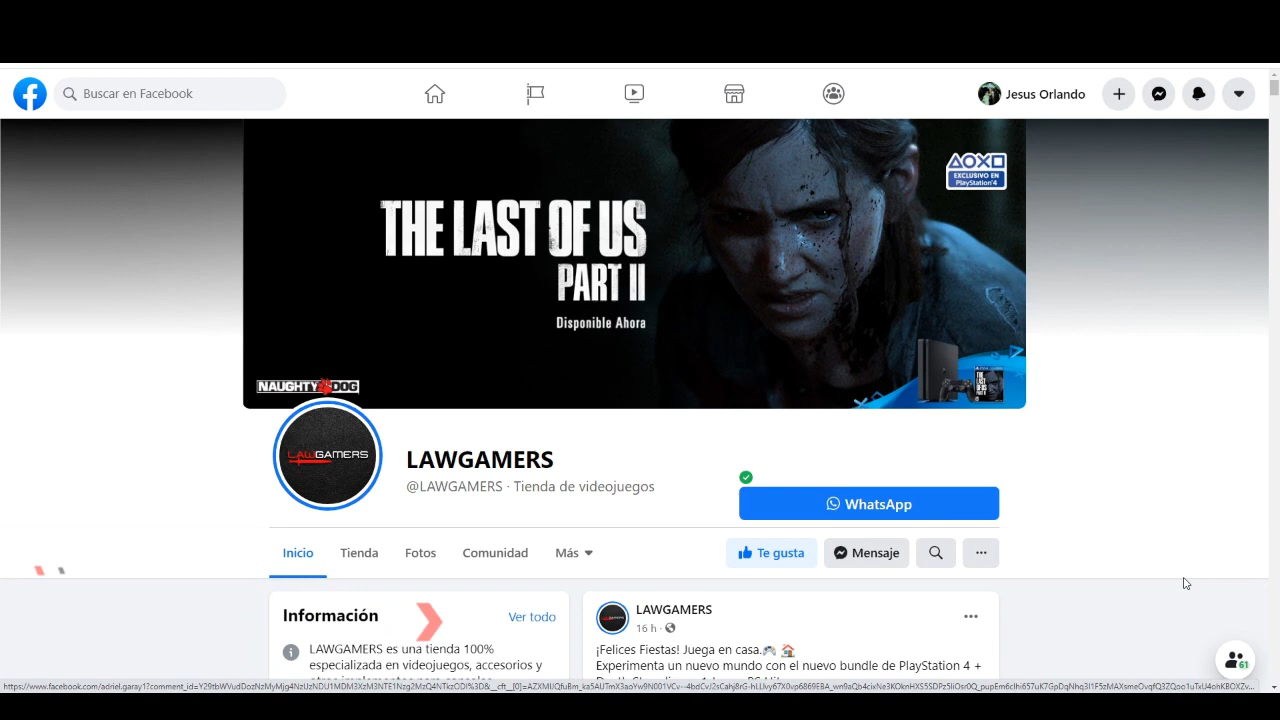 Buscar en Facebook
Jesus Orlando
EXCLUSIVO EN
PlayStation 4
THE LAST OF US
PART II
Disponible Ahora
NAUGHTY DOG
LAWGAMERS
LAWGAMERS
@LAWGAMERS · Tienda de videojuegos
WhatsApp
Inicio
Tienda
Fotos
Comunidad
Más
Te gusta
Mensaje
Información
Ver todo
LAWGAMERS es una tienda 100%
especializada en videojuegos, accesorios y
LAWGAMERS
16 h ·
¡Felices Fiestas! Juega en casa.🎮 🏠
Experimenta un nuevo mundo con el nuevo bundle de PlayStation 4 +
61